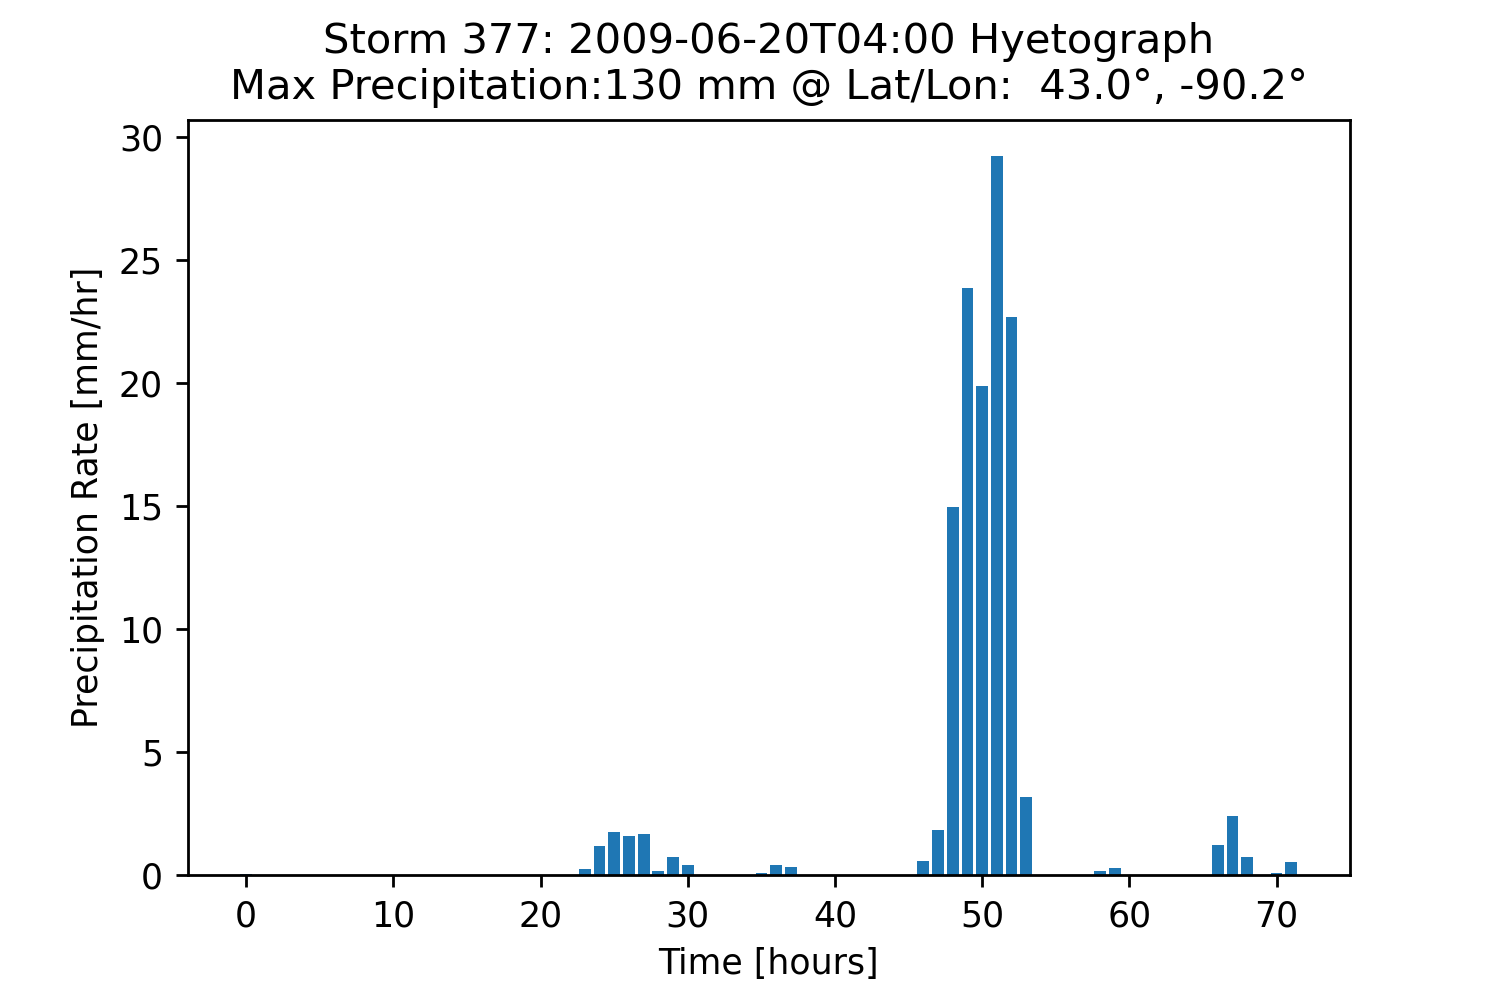 Storm 377: 2009-06-20T04:00 Hyetograph
Max Precipitation:130 mm @ Lat/Lon:  43.0°, -90.2°
30
25
20
15
10
5
0
Precipitation Rate [mm/hr]
0 10 20 30 40 50 60 70
Time [hours]